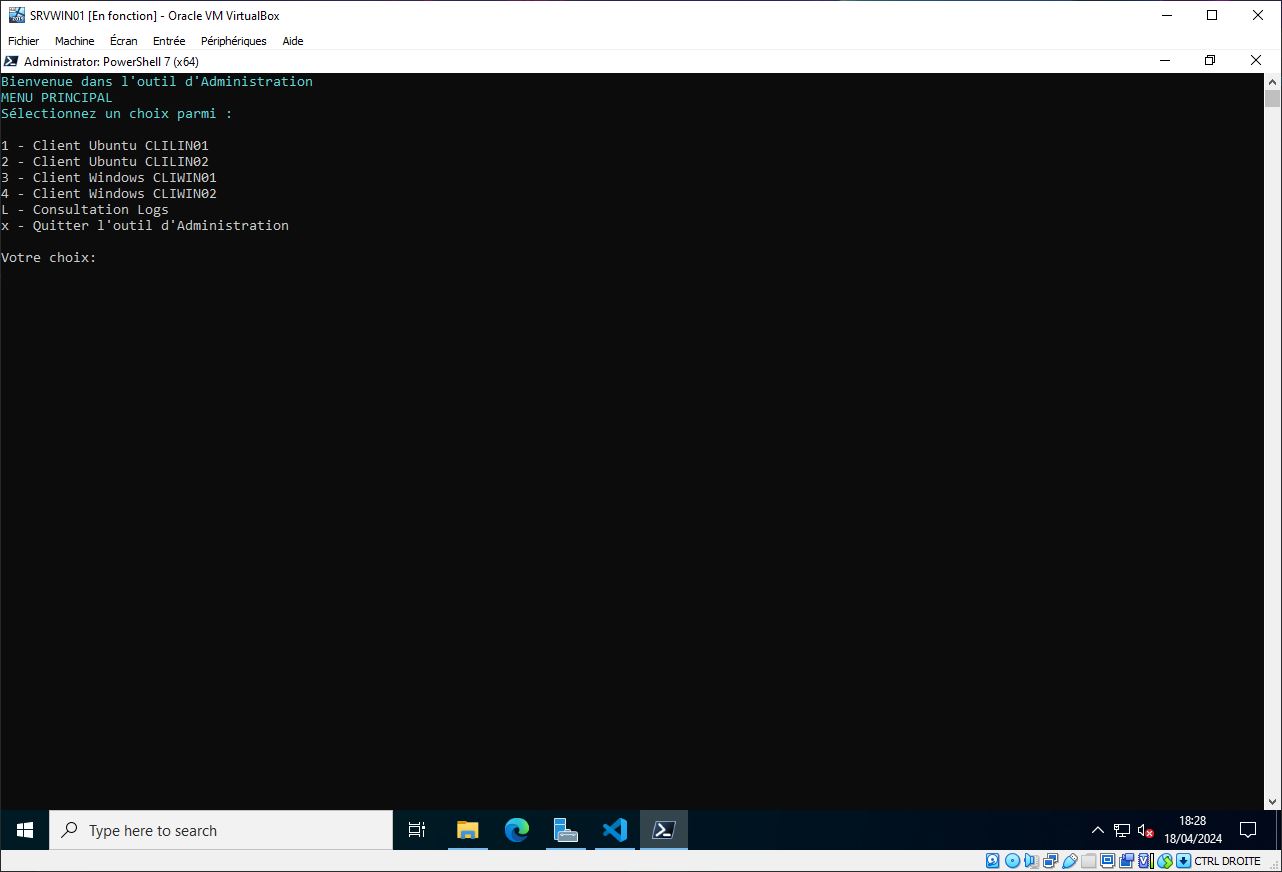 SRVWIN01 [En fonction] - Oracle VM VirtualBox
Fichier Machine Écran Entrée Périphériques Aide
Administrator: PowerShell 7 (x64)
Bienvenue dans l'outil d'Administration
MENU PRINCIPAL
Sélectionnez un choix parmi :
1 - Client Ubuntu CLILIN01
2 - Client Ubuntu CLILIN02
3 - Client Windows CLIWIN01
4 - Client Windows CLIWIN02
L - Consultation Logs
x - Quitter l'outil d'Administration
Votre choix:
Type here to search
18:28
18/04/2024
CTRL DROITE